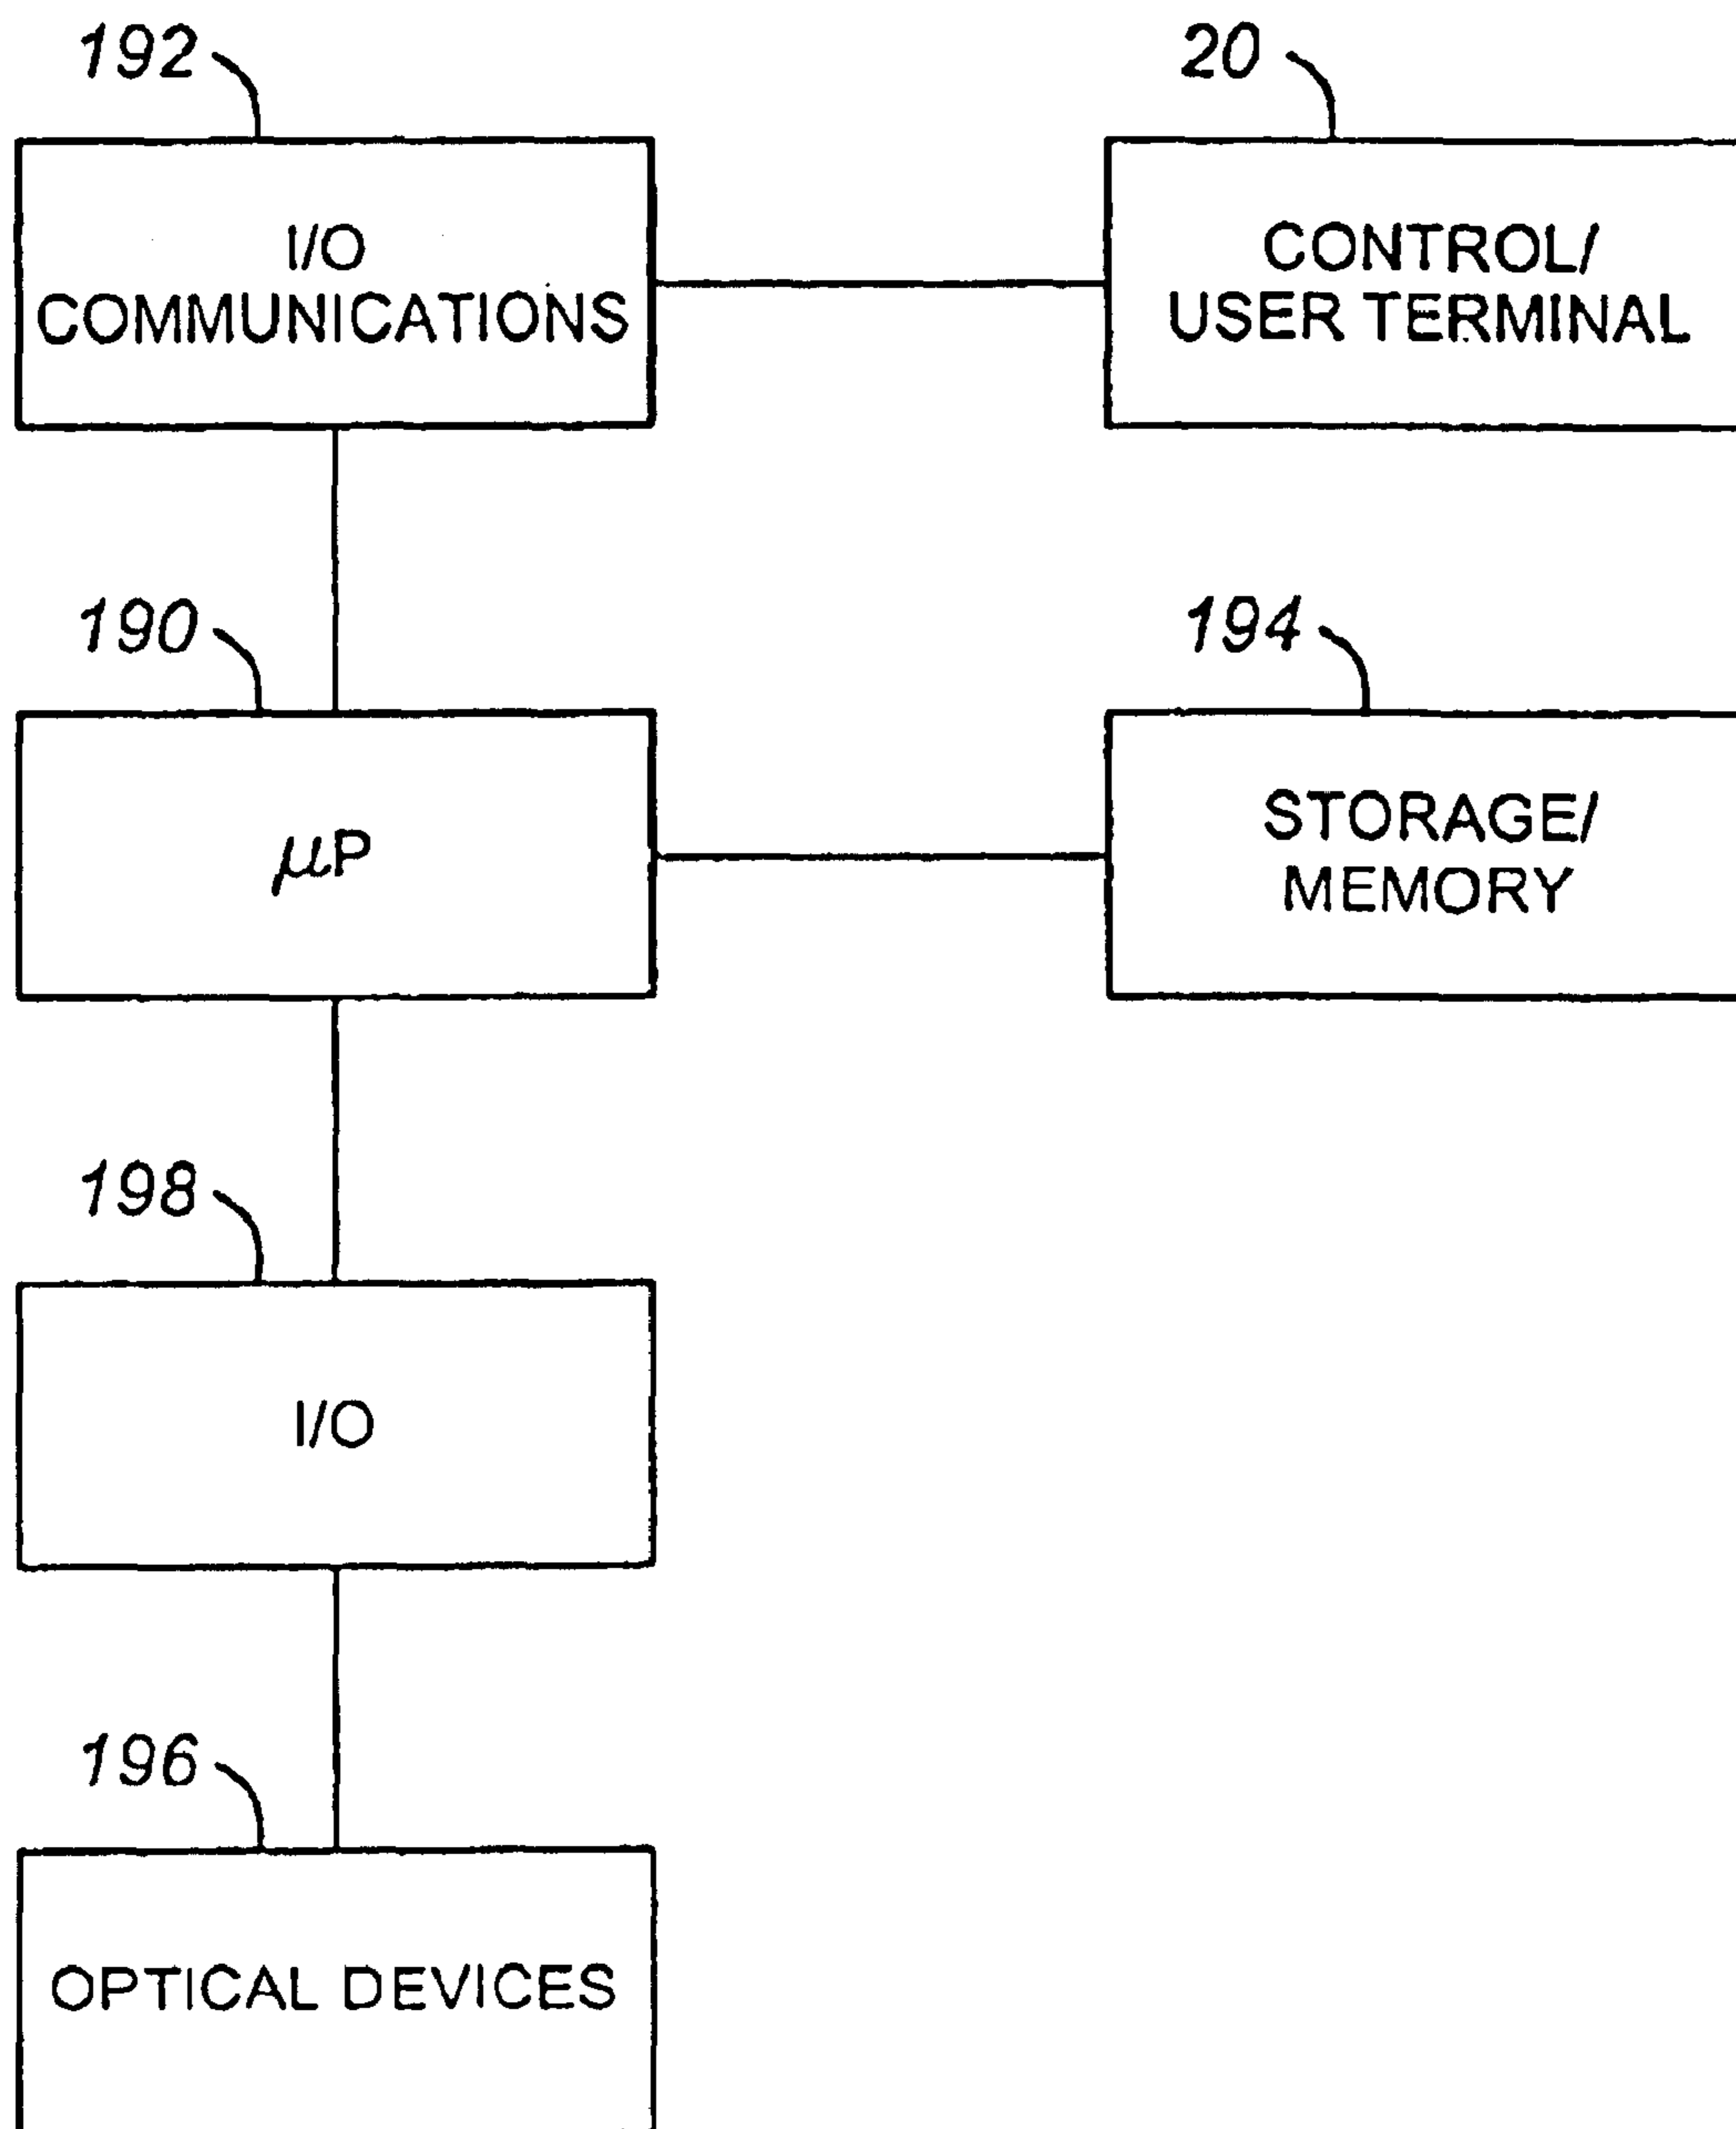 192
20
I/O
COMMUNICATIONS
CONTROL/
USER TERMINAL
190
194
μP
STORAGE/
MEMORY
198
I/O
196
OPTICAL DEVICES